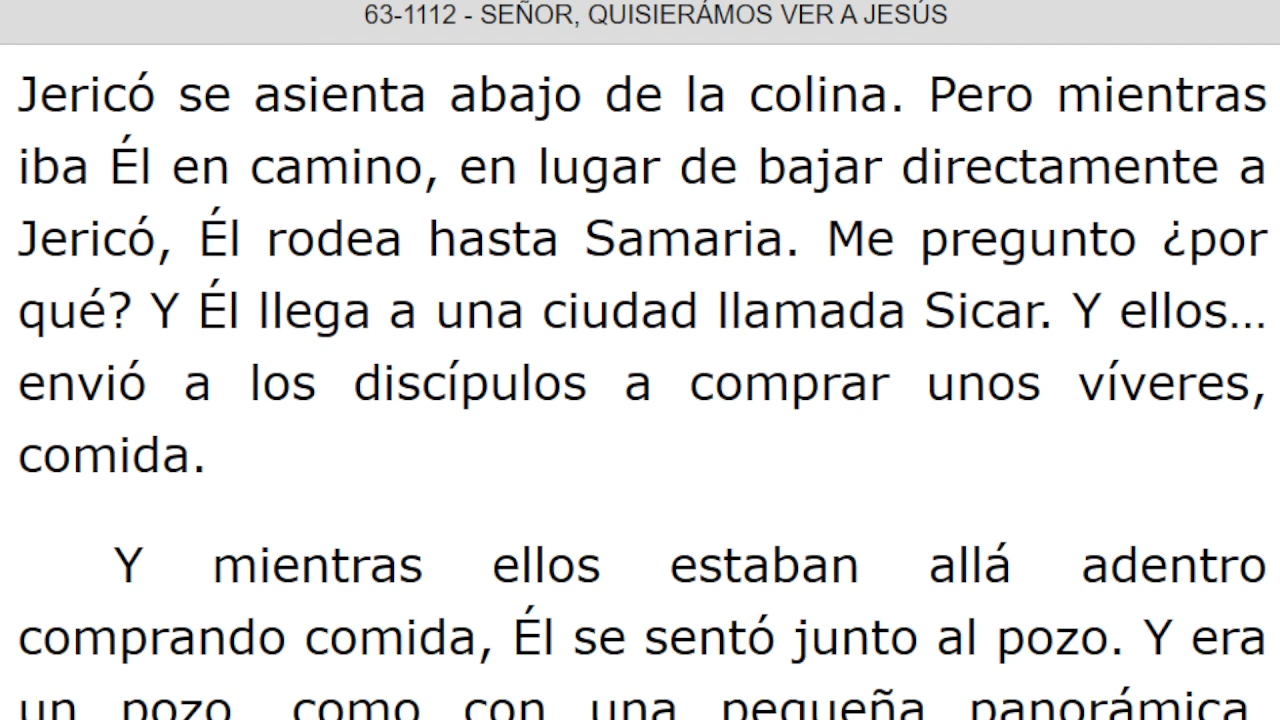 63-1112 - SEÑOR, QUISIERÁMOS VER A JESÚS
Jericó se asienta abajo de la colina. Pero mientras
iba Él en camino, en lugar de bajar directamente a
Jericó, Él rodea hasta Samaria. Me pregunto ¿por
qué? Y Él llega a una ciudad llamada Sicar. Y ellos...
envió a los discípulos a comprar unos víveres,
comida.
Y mientras ellos estaban allá adentro
comprando comida, Él se sentó junto al pozo. Y era
un pozo, como con una pequeña panorámica,